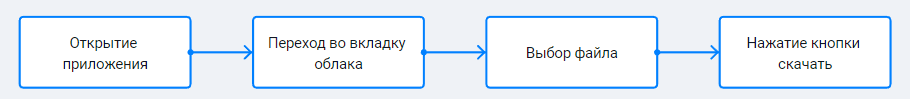 Открытие
приложения
Переход во вкладку
облака
Выбор файла
Нажатие кнопки
скачать